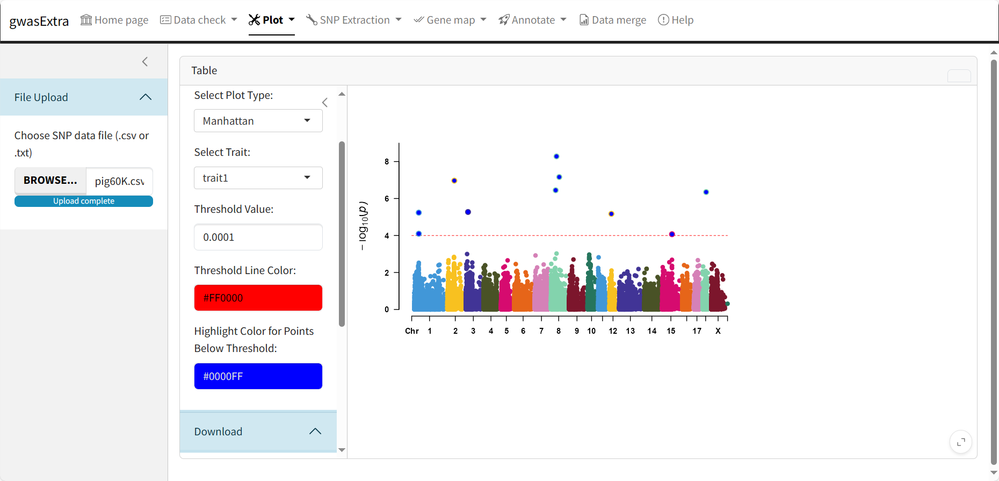 gwasExtra Home page Data check Plot SNP Extraction Gene map Annotate Data merge Help
File Upload
Choose SNP data file (.csv or
.txt)
BROWSE... pig60K.csv
Upload complete
Table
Select Plot Type:
Manhattan
Select Trait:
trait1
Threshold Value:
0.0001
Threshold Line Color:
#FF0000
Highlight Color for Points
Below Threshold:
#0000FF
Download
− log10(p)
8
6
4
2
0
Chr 1 2 3 4 5 6 7 8 9 10 12 13 14 15 17 X